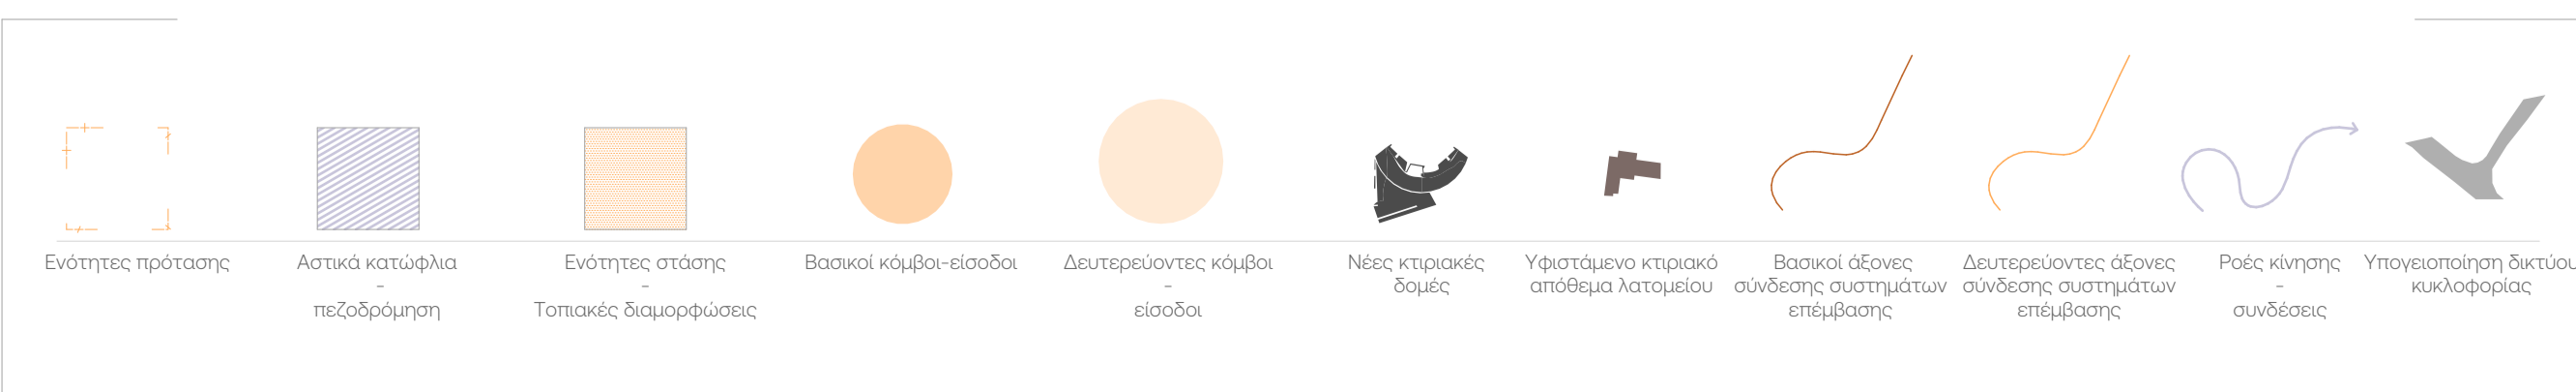 Ενότητες πρότασης
Αστικά κατώφλια
-
πεζοδρόμηση
Ενότητες στάσης
-
Τοπιακές διαμορφώσεις
Βασικοί κόμβοι-είσοδοι
Δευτερεύοντες κόμβοι
-
είσοδοι
Νέες κτιριακές
δομές
Υφιστάμενο κτιριακό
απόθεμα λατομείου
Βασικοί άξονες
σύνδεσης συστημάτων
επέμβασης
Δευτερεύοντες άξονες
σύνδεσης συστημάτων
επέμβασης
Ροές κίνησης
-
συνδέσεις
Υπογειοποίηση δικτύου
κυκλοφορίας